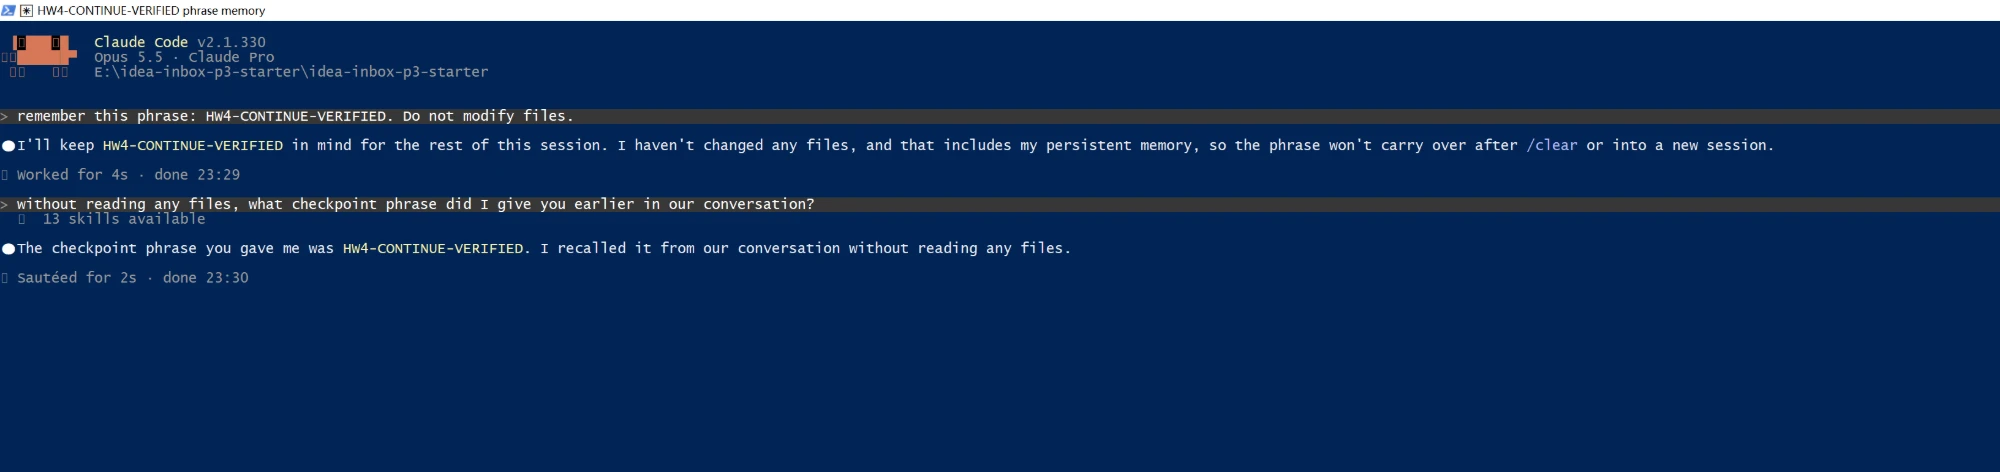 HW4-CONTINUE-VERIFIED phrase memory
Claude Code v2.1.330
Opus 5.5 · Claude Pro
E:\idea-inbox-p3-starter\idea-inbox-p3-starter
> remember this phrase: HW4-CONTINUE-VERIFIED. Do not modify files.
I'll keep HW4-CONTINUE-VERIFIED in mind for the rest of this session. I haven't changed any files, and that includes my persistent memory, so the phrase won't carry over after /clear or into a new session.
Worked for 4s · done 23:29
> without reading any files, what checkpoint phrase did I give you earlier in our conversation?
13 skills available
The checkpoint phrase you gave me was HW4-CONTINUE-VERIFIED. I recalled it from our conversation without reading any files.
Sautéed for 2s · done 23:30